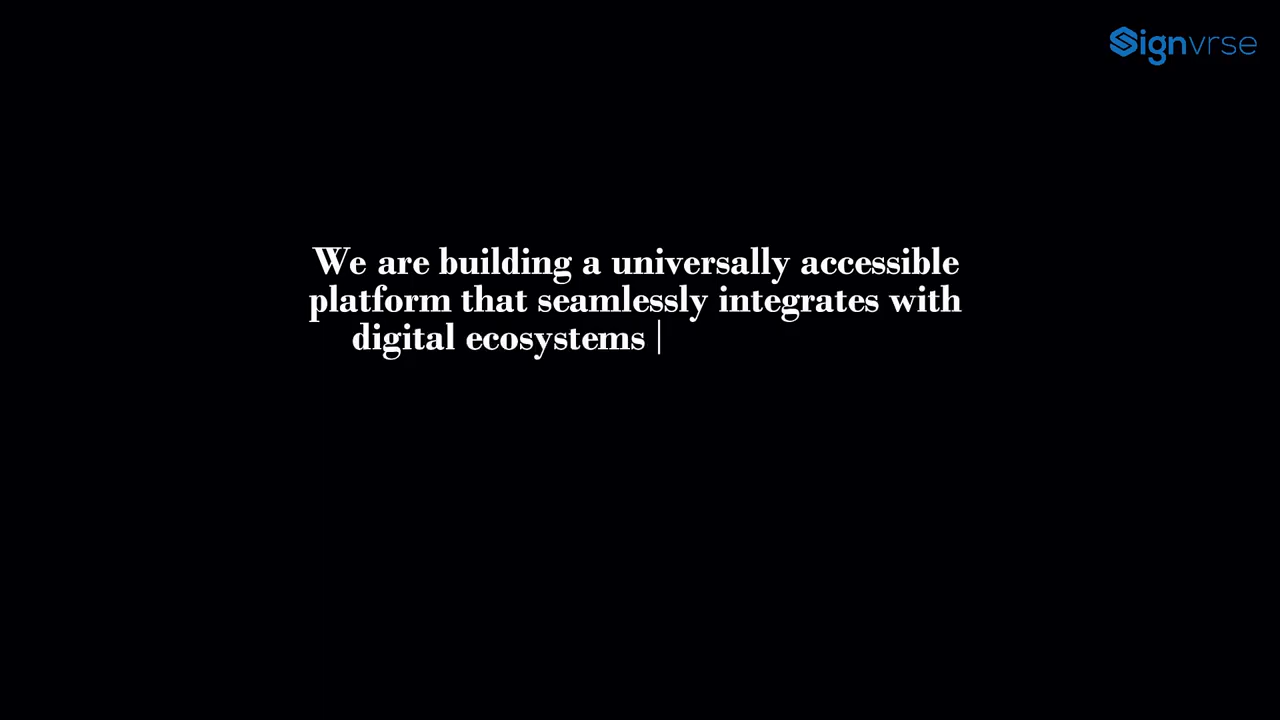 Signvrse
We are building a universally accessible
platform that seamlessly integrates with
digital ecosystems |